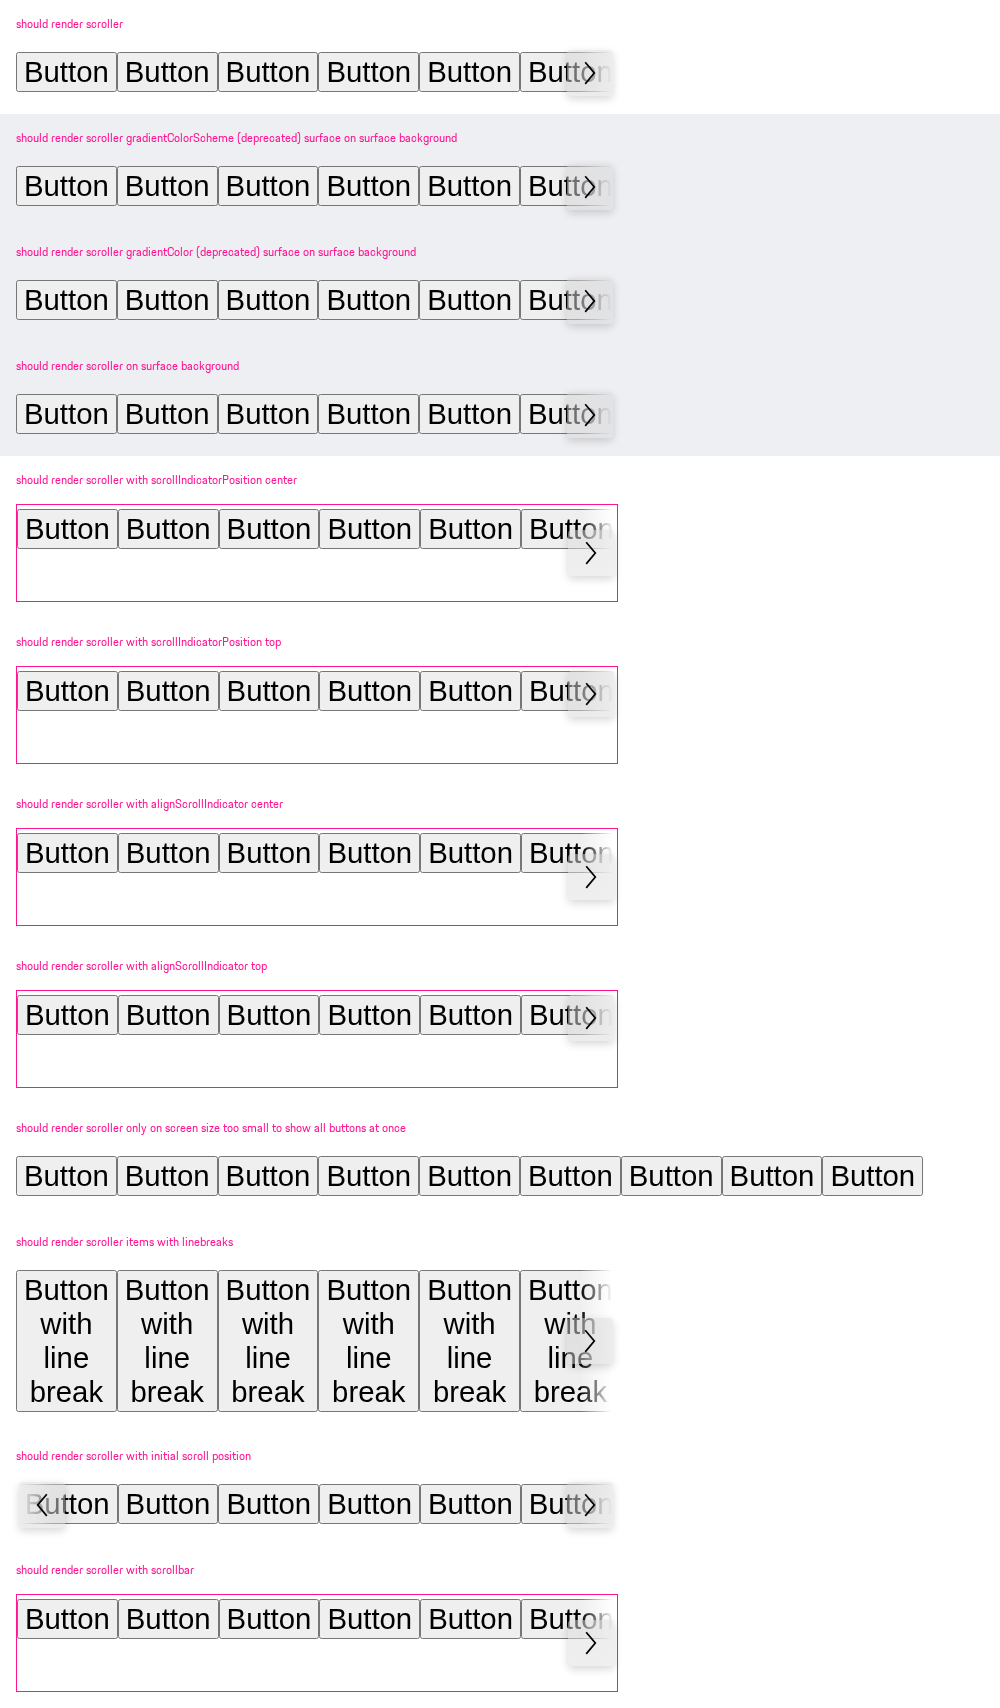 should render scroller
Button Button Button Button Button Button
should render scroller gradientColorScheme (deprecated) surface on surface background
Button Button Button Button Button Button
should render scroller gradientColor (deprecated) surface on surface background
Button Button Button Button Button Button
should render scroller on surface background
Button Button Button Button Button Button
should render scroller with scrollIndicatorPosition center
Button Button Button Button Button Button
should render scroller with scrollIndicatorPosition top
Button Button Button Button Button Button
should render scroller with alignScrollIndicator center
Button Button Button Button Button Button
should render scroller with alignScrollIndicator top
Button Button Button Button Button Button
should render scroller only on screen size too small to show all buttons at once
Button Button Button Button Button Button Button Button Button
should render scroller items with linebreaks
Button Button Button Button Button Button
with with with with with with
line line line line line line
break break break break break break
should render scroller with initial scroll position
Button Button Button Button Button Button
should render scroller with scrollbar
Button Button Button Button Button Button